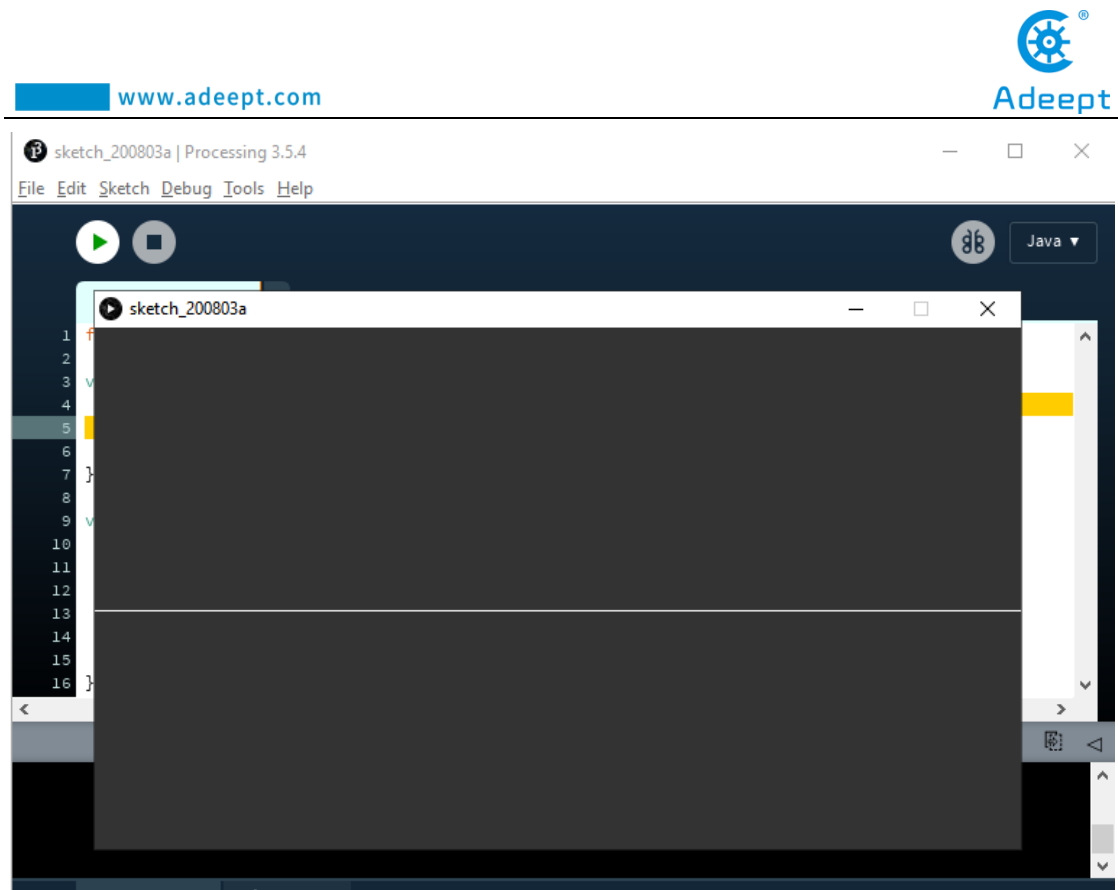 ®
www.adeept.com
Adeept
sketch_200803a | Processing 3.5.4
File Edit Sketch Debug Tools Help
Java ▼
sketch_200803a
1 f
2
3 v
4
5
6
7 }
8
9 v
10
11
12
13
14
15
16 }